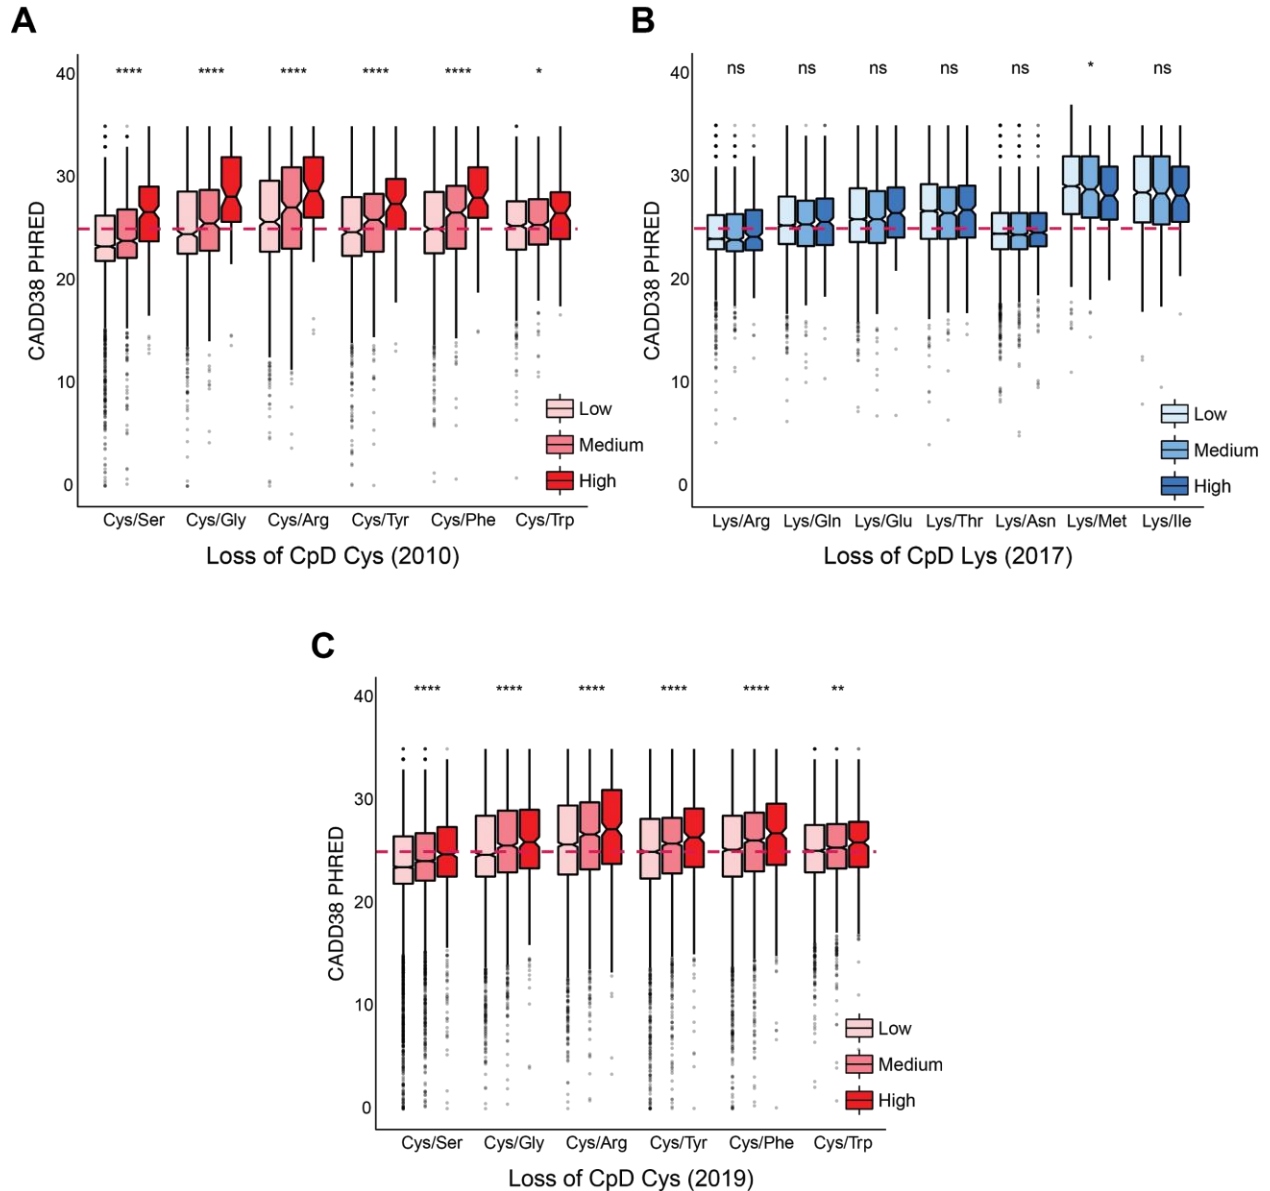 A
B
40
30
20
10
0
CADD38 PHRED
**** **** **** **** **** *
Low
Medium
High
Cys/Ser Cys/Gly Cys/Arg Cys/Tyr Cys/Phe Cys/Trp
Loss of CpD Cys (2010)
40
30
20
10
0
CADD38 PHRED
ns ns ns ns ns * ns
Low
Medium
High
Lys/Arg Lys/Gln Lys/Glu Lys/Thr Lys/Asn Lys/Met Lys/Ile
Loss of CpD Lys (2017)
C
40
30
20
10
0
CADD38 PHRED
**** **** **** **** **** **
Low
Medium
High
Cys/Ser Cys/Gly Cys/Arg Cys/Tyr Cys/Phe Cys/Trp
Loss of CpD Cys (2019)